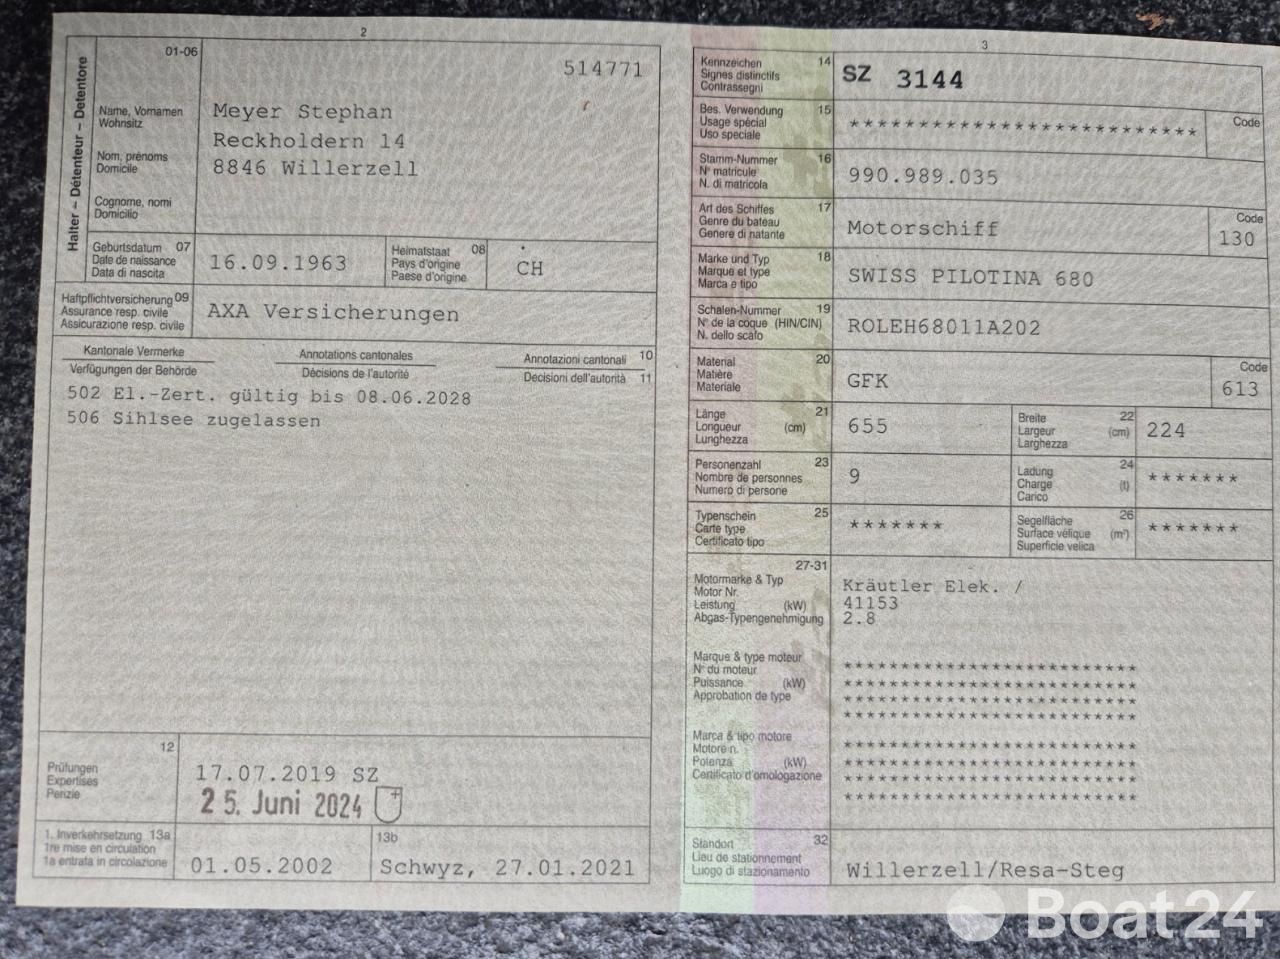 2
01-06
514771
Halter – Détenteur – Detentore
Name, Vornamen
Wohnsitz
Nom, prénoms
Domicile
Cognome, nomi
Domicilio
Meyer Stephan
Reckholdern 14
8846 Willerzell
Geburtsdatum 07
Date de naissance
Data di nascita
16.09.1963
Heimatstaat 08
Pays d'origine
Paese d'origine
CH
Haftpflichtversicherung 09
Assurance resp. civile
Assicurazione resp. civile
AXA Versicherungen
Kantonale Vermerke Annotations cantonales Annotazioni cantonali 10
Verfügungen der Behörde Décisions de l'autorité Decisioni dell'autorità 11
502 El.-Zert. gültig bis 08.06.2028
506 Sihlsee zugelassen
12
Prüfungen
Expertises
Perizie
17.07.2019 SZ
25. Juni 2024
1. Inverkehrsetzung 13a
1re mise en circulation
1a entrata in circolazione
01.05.2002
13b
Schwyz, 27.01.2021
3
Kennzeichen 14
Signes distinctifs
Contrassegni
SZ 3144
Bes. Verwendung 15
Usage spécial
Uso speciale
*************************
Code
Stamm-Nummer 16
N° matricule
N. di matricola
990.989.035
Art des Schiffes 17
Genre du bateau
Genere di natante
Motorschiff
Code
130
Marke und Typ 18
Marque et type
Marca e tipo
SWISS PILOTINA 680
Schalen-Nummer 19
N° de la coque (HIN/CIN)
N. dello scafo
ROLEH68011A202
Material 20
Matière
Materiale
GFK
Code
613
Länge 21
Longueur (cm)
Lunghezza
655
Breite 22
Largeur (cm)
Larghezza
224
Personenzahl 23
Nombre de personnes
Numero di persone
9
Ladung 24
Charge (t)
Carico
*******
Typenschein 25
Carte type
Certificato tipo
*******
Segelfläche 26
Surface vélique (m²)
Superficie velica
*******
27-31
Motormarke & Typ
Motor Nr.
Leistung (kW)
Abgas-Typengenehmigung
Kräutler Elek. /
41153
2.8
Marque & type moteur
N° du moteur
Puissance (kW)
Approbation de type
*************************
*************************
*************************
*************************
Marca & tipo motore
Motore n.
Potenza (kW)
Certificato d'omologazione
*************************
*************************
*************************
*************************
Standort 32
Lieu de stationnement
Luogo di stazionamento
Willerzell/Resa-Steg
Boat24